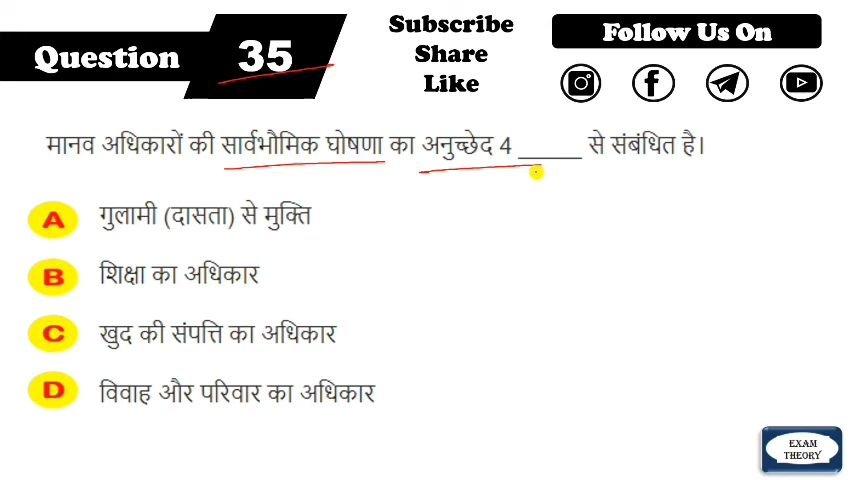 Question 35
Subscribe
Share
Like
Follow Us On
मानव अधिकारों की सार्वभौमिक घोषणा का अनुच्छेद 4 ______ से संबंधित है।
A गुलामी (दासता) से मुक्ति
B शिक्षा का अधिकार
C खुद की संपत्ति का अधिकार
D विवाह और परिवार का अधिकार
EXAM
THEORY